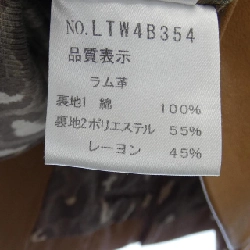 NO.LTW4B354
品質表示
ラム革
裏地1 綿 100%
裏地2ポリエステル 55%
レーヨン 45%